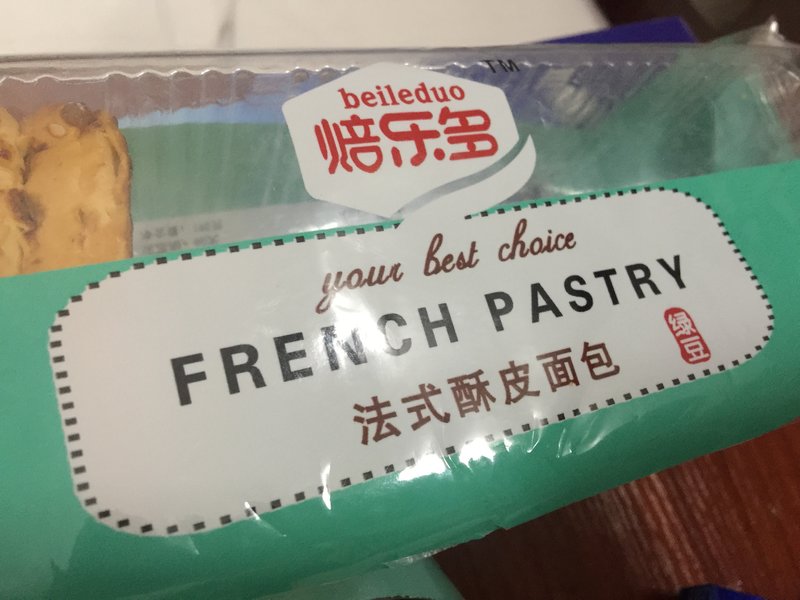 TM
beileduo
焙乐多
your best choice
FRENCH PASTRY
绿豆
法式酥皮面包